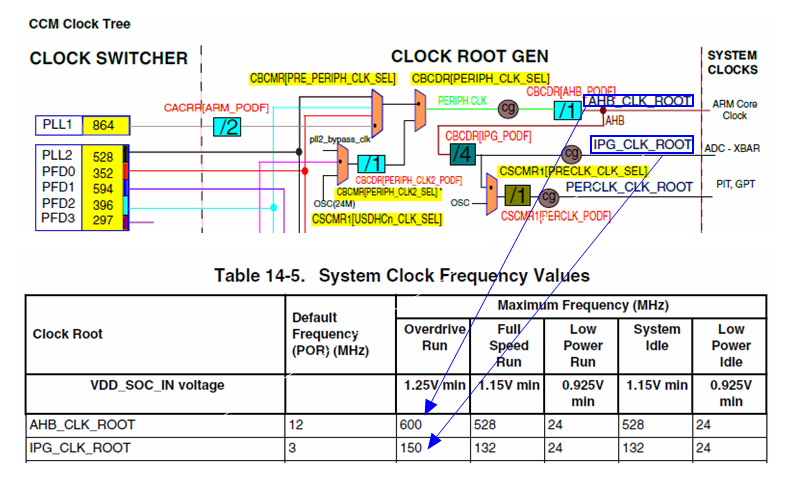 CCM Clock Tree
CLOCK SWITCHER
CLOCK ROOT GEN
SYSTEM
CLOCKS
CBCMR[PRE_PERIPH_CLK_SEL]
CBCDR[PERIPH_CLK_SEL]
CBCDR[AHB_PODF]
CACRR[ARM_PODF]
PERIPH CLK
cg
/1
AHB_CLK_ROOT
ARM Core
Clock
PLL1 864
/2
AHB
pll2_bypass_clk
CBCDR[IPG_PODF]
IPG_CLK_ROOT
PLL2 528
/4
cg
ADC - XBAR
PFD0 352
/1
CSCMR1[PRECLK_CLK_SEL]
PFD1 594
CBCDR[PERIPH_CLK2_PODF]
PERCLK_CLK_ROOT
PIT, GPT
CBCMR[PERIPH_CLK2_SEL] *
/1
cg
PFD2 396
OSC(24M)
OSC
PFD3 297
CSCMR1[USDHCn_CLK_SEL]
CSCMR1[PERCLK_PODF]
Table 14-5. System Clock Frequency Values
Clock Root
Default
Frequency
(POR) (MHz)
Maximum Frequency (MHz)
Overdrive
Run
Full
Speed
Run
Low
Power
Run
System
Idle
Low
Power
Idle
VDD_SOC_IN voltage 1.25V min 1.15V min 0.925V min 1.15V min 0.925V min
AHB_CLK_ROOT 12 600 528 24 528 24
IPG_CLK_ROOT 3 150 132 24 132 24